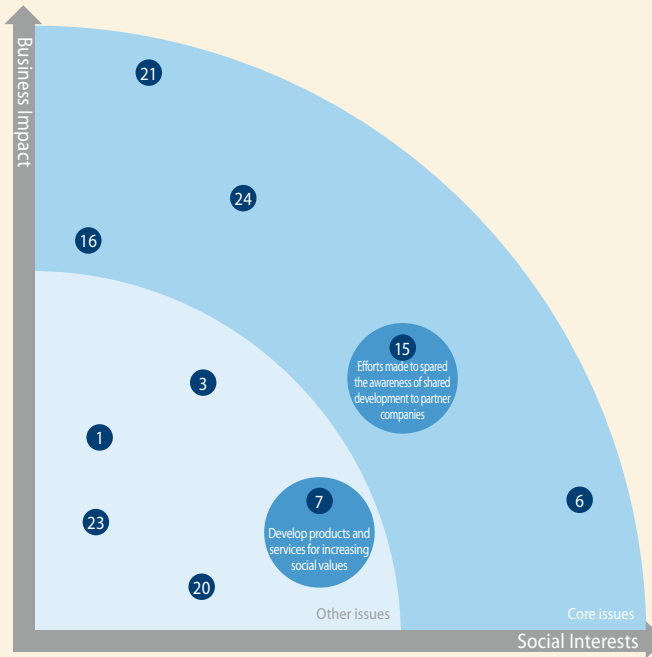 Business Impact
21
24
16
15
Efforts made to spared
the awareness of shared
development to partner
companies
3
1
6
7
Develop products and
services for increasing
social values
23
20
Other issues
Core issues
Social Interests